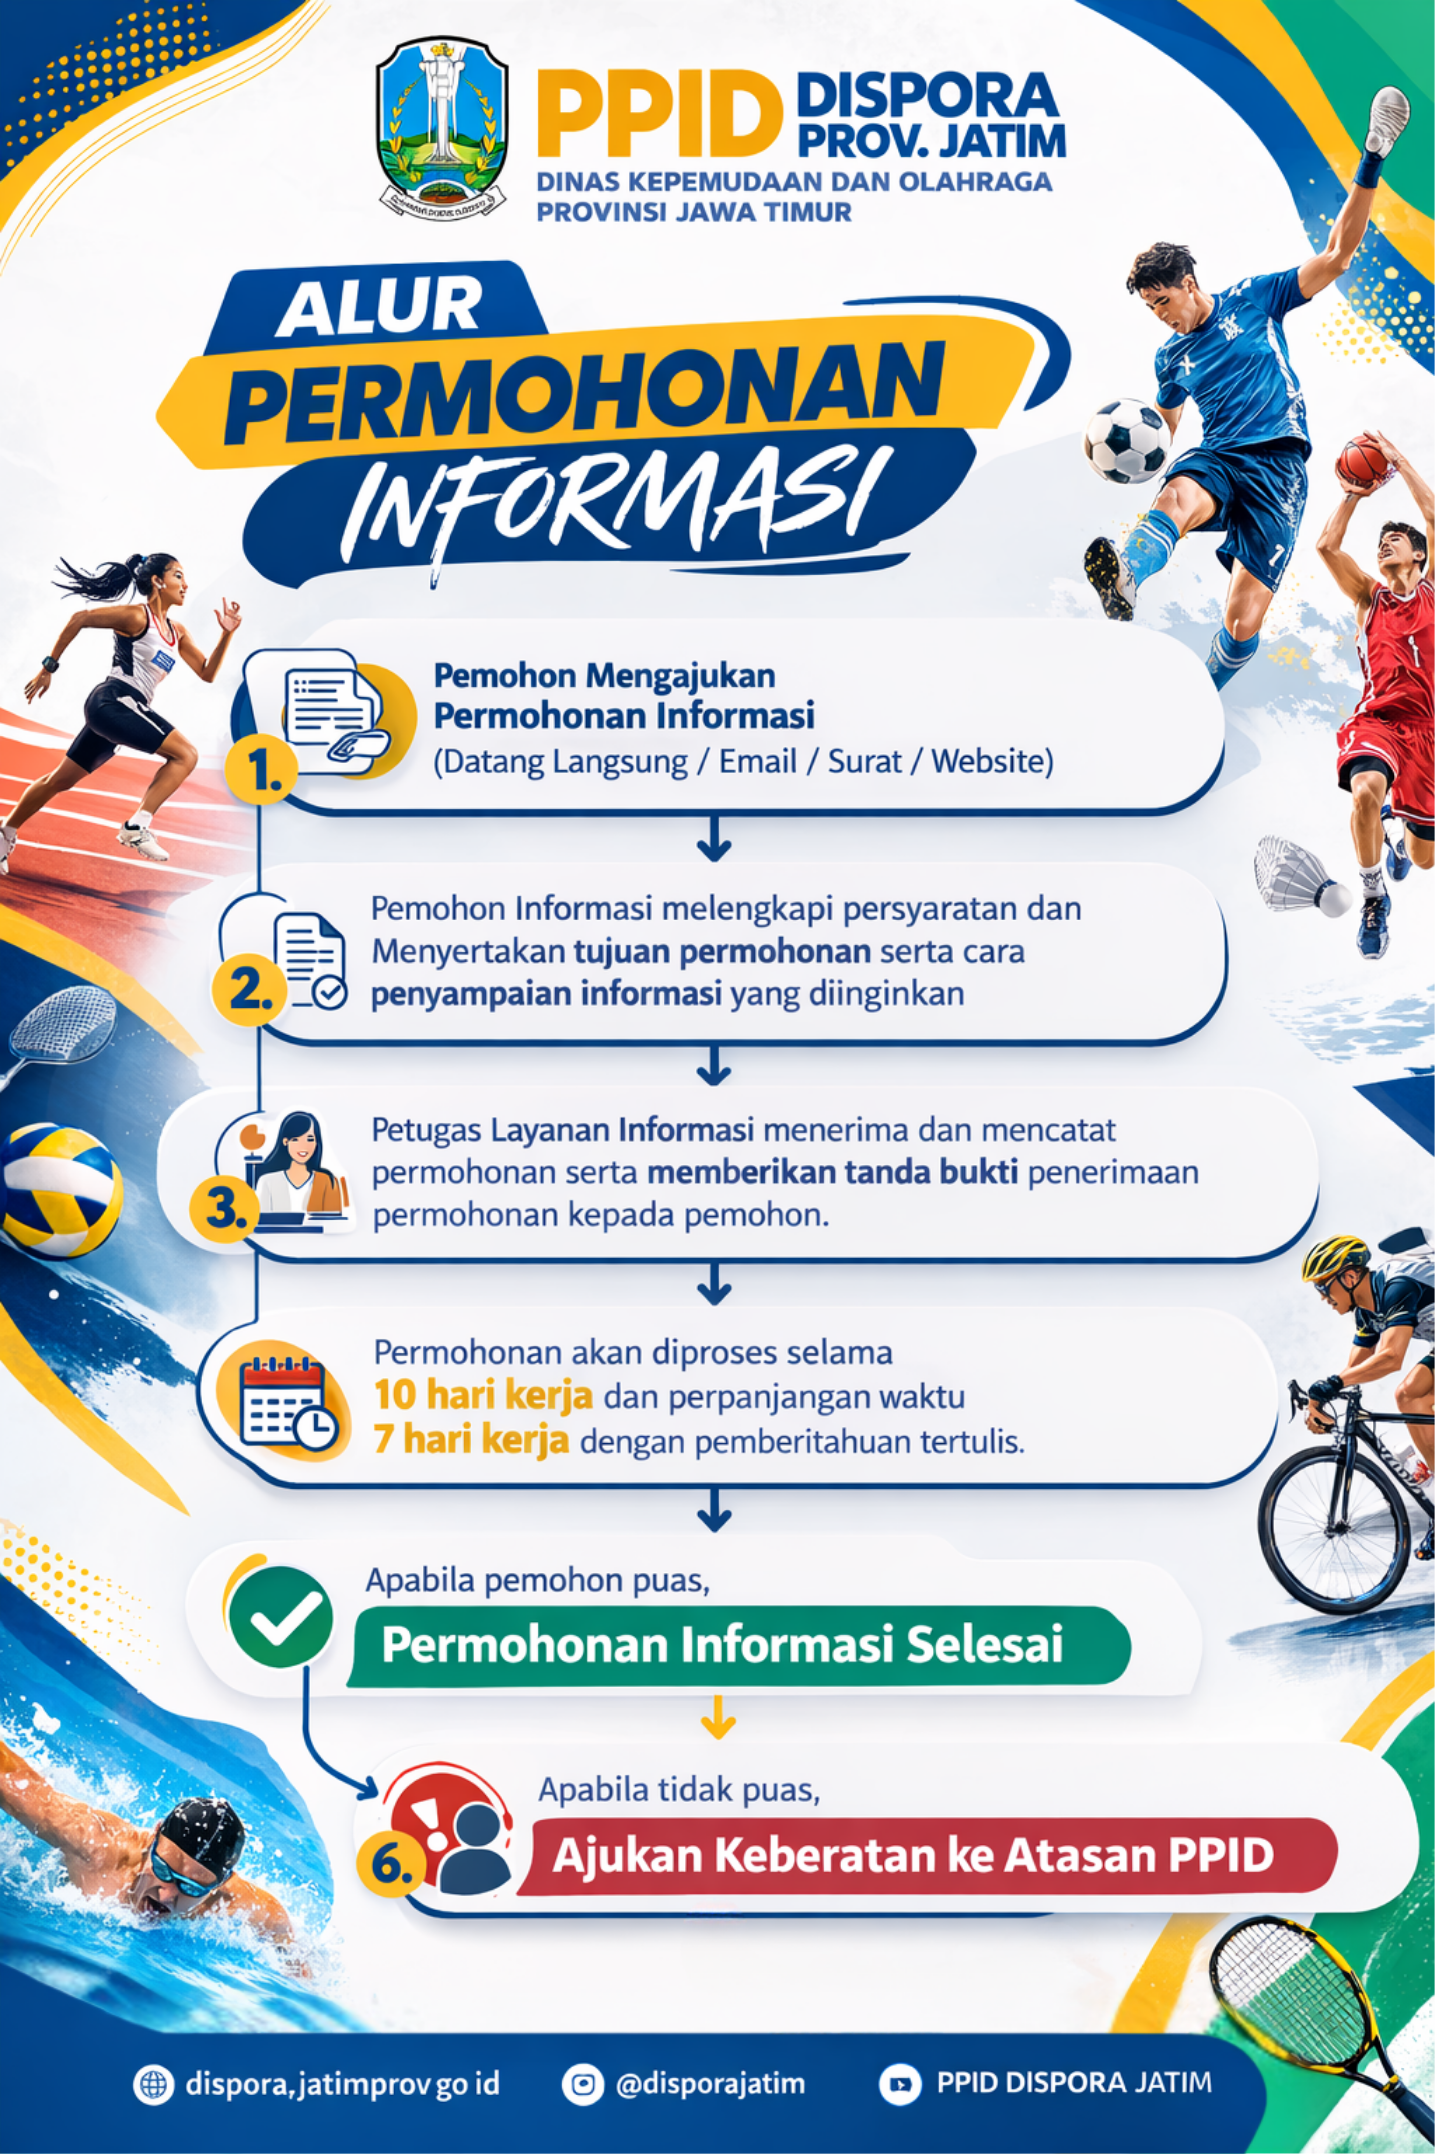 PPID DISPORA
PROV. JATIM
DINAS KEPEMUDAAN DAN OLAHRAGA
PROVINSI JAWA TIMUR
ALUR
PERMOHONAN
INFORMASI
1.
Pemohon Mengajukan
Permohonan Informasi
(Datang Langsung / Email / Surat / Website)
2.
Pemohon Informasi melengkapi persyaratan dan
Menyertakan tujuan permohonan serta cara
penyampaian informasi yang diinginkan
3.
Petugas Layanan Informasi menerima dan mencatat
permohonan serta memberikan tanda bukti penerimaan
permohonan kepada pemohon.
Permohonan akan diproses selama
10 hari kerja dan perpanjangan waktu
7 hari kerja dengan pemberitahuan tertulis.
Apabila pemohon puas,
Permohonan Informasi Selesai
6.
Apabila tidak puas,
Ajukan Keberatan ke Atasan PPID
dispora,jatimprov go id
@disporajatim
PPID DISPORA JATIM